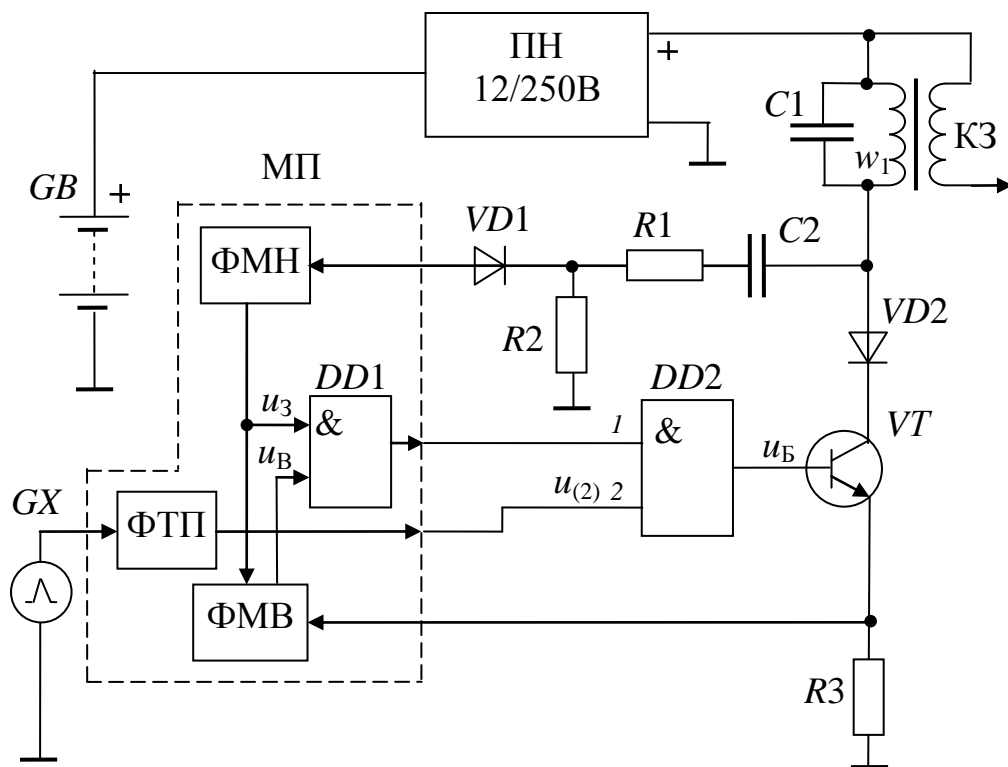 ПН
12/250В
+
C1
w1
КЗ
МП
GB
+
VD1
R1
C2
ФМН
R2
VD2
DD1
DD2
uЗ
&
1
&
VT
uВ
uБ
GX
u(2) 2
ФТП
ФМВ
R3